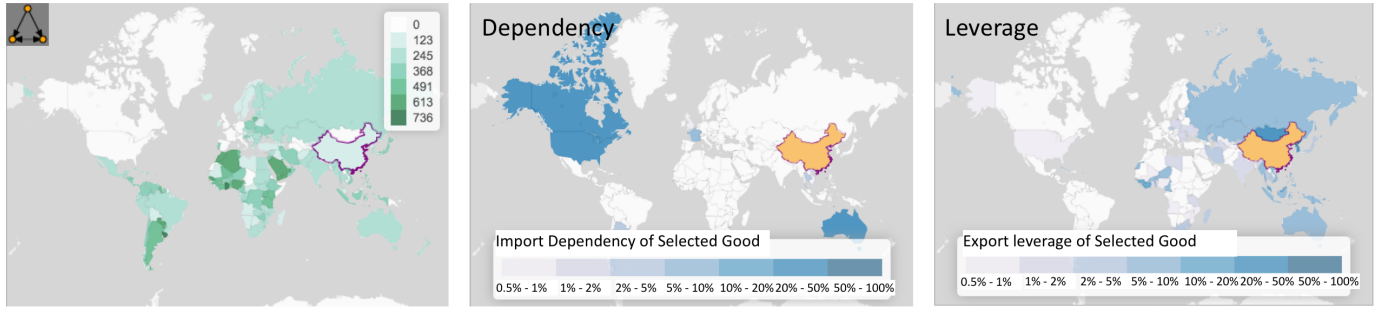 0
123
245
368
491
613
736
Dependency
Import Dependency of Selected Good
0.5% - 1% 1% - 2% 2% - 5% 5% - 10% 10% - 20% 20% - 50% 50% - 100%
Leverage
Export leverage of Selected Good
0.5% - 1% 1% - 2% 2% - 5% 5% - 10% 10% - 20% 20% - 50% 50% - 100%